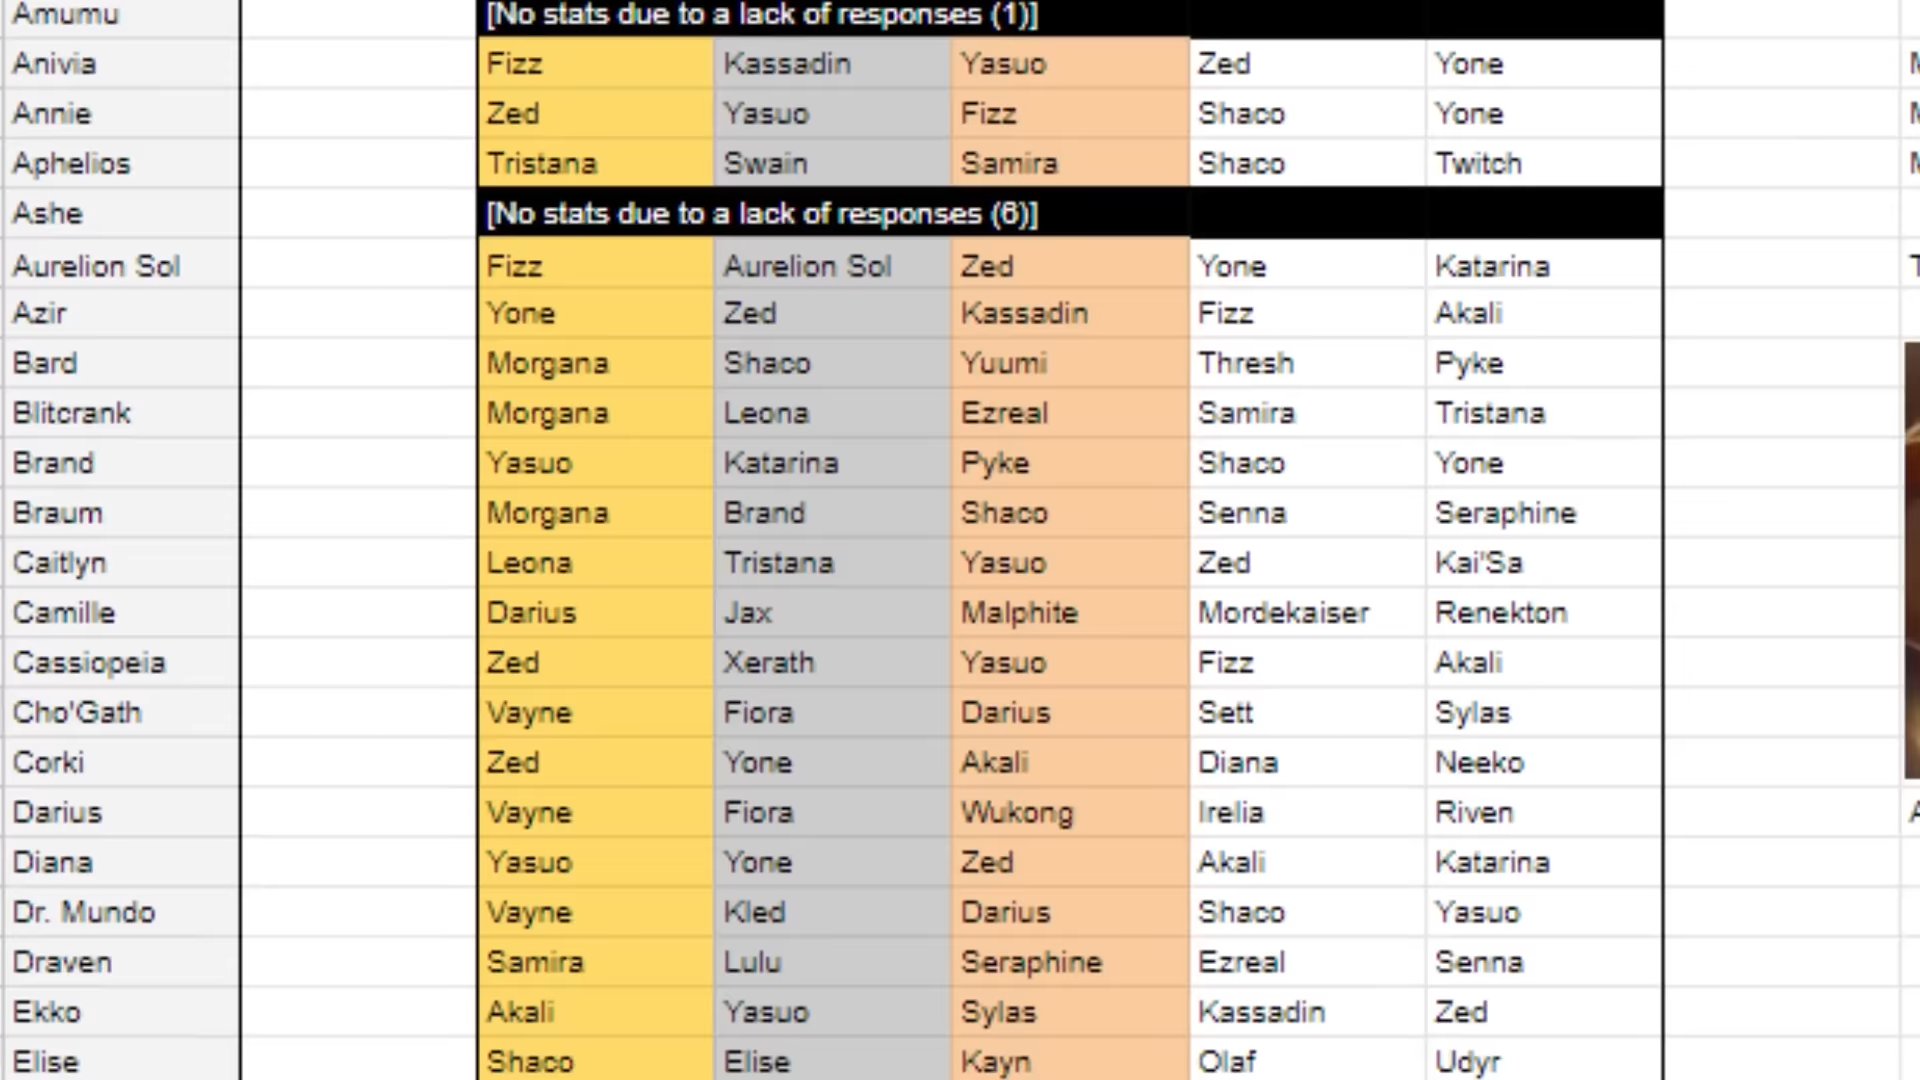 Amumu [No stats due to a lack of responses (1)]
Anivia Fizz Kassadin Yasuo Zed Yone
Annie Zed Yasuo Fizz Shaco Yone
Aphelios Tristana Swain Samira Shaco Twitch
Ashe [No stats due to a lack of responses (6)]
Aurelion Sol Fizz Aurelion Sol Zed Yone Katarina
Azir Yone Zed Kassadin Fizz Akali
Bard Morgana Shaco Yuumi Thresh Pyke
Blitcrank Morgana Leona Ezreal Samira Tristana
Brand Yasuo Katarina Pyke Shaco Yone
Braum Morgana Brand Shaco Senna Seraphine
Caitlyn Leona Tristana Yasuo Zed Kai'Sa
Camille Darius Jax Malphite Mordekaiser Renekton
Cassiopeia Zed Xerath Yasuo Fizz Akali
Cho'Gath Vayne Fiora Darius Sett Sylas
Corki Zed Yone Akali Diana Neeko
Darius Vayne Fiora Wukong Irelia Riven
Diana Yasuo Yone Zed Akali Katarina
Dr. Mundo Vayne Kled Darius Shaco Yasuo
Draven Samira Lulu Seraphine Ezreal Senna
Ekko Akali Yasuo Sylas Kassadin Zed
Elise Shaco Elise Kayn Olaf Udyr